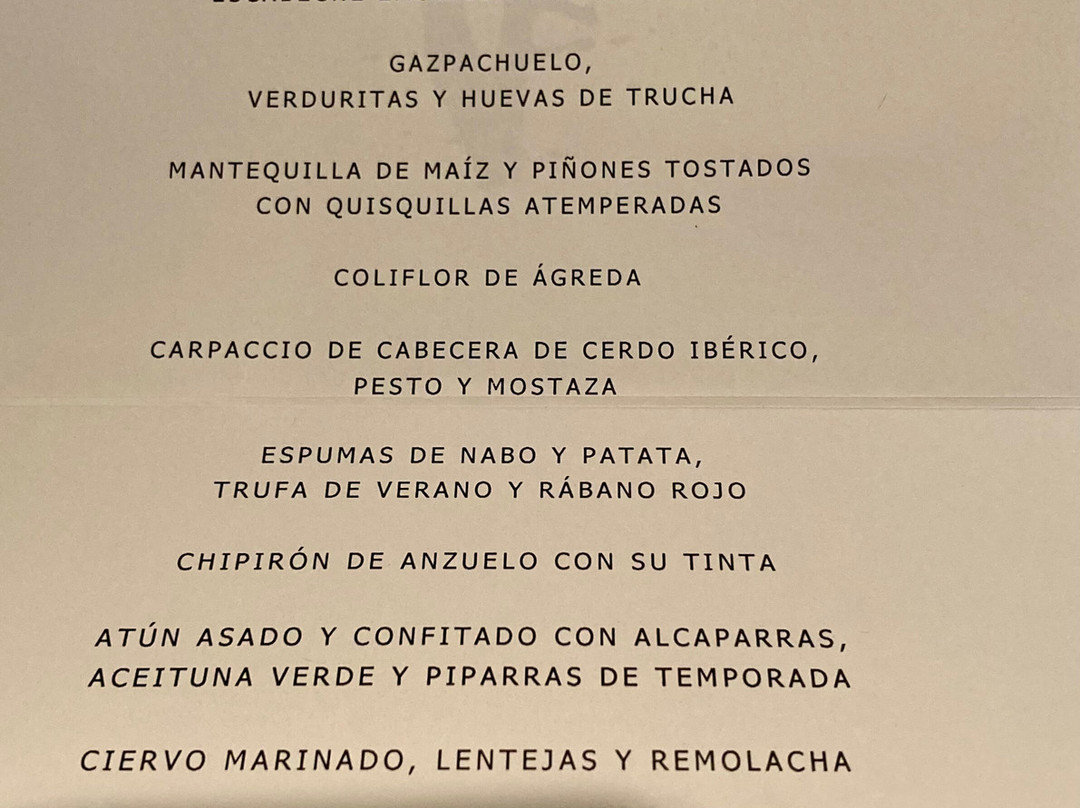 GAZPACHUELO,
VERDURITAS Y HUEVAS DE TRUCHA
MANTEQUILLA DE MAÍZ Y PIÑONES TOSTADOS
CON QUISQUILLAS ATEMPERADAS
COLIFLOR DE ÁGREDA
CARPACCIO DE CABECERA DE CERDO IBÉRICO,
PESTO Y MOSTAZA
ESPUMAS DE NABO Y PATATA,
TRUFA DE VERANO Y RÁBANO ROJO
CHIPIRÓN DE ANZUELO CON SU TINTA
ATÚN ASADO Y CONFITADO CON ALCAPARRAS,
ACEITUNA VERDE Y PIPARRAS DE TEMPORADA
CIERVO MARINADO, LENTEJAS Y REMOLACHA